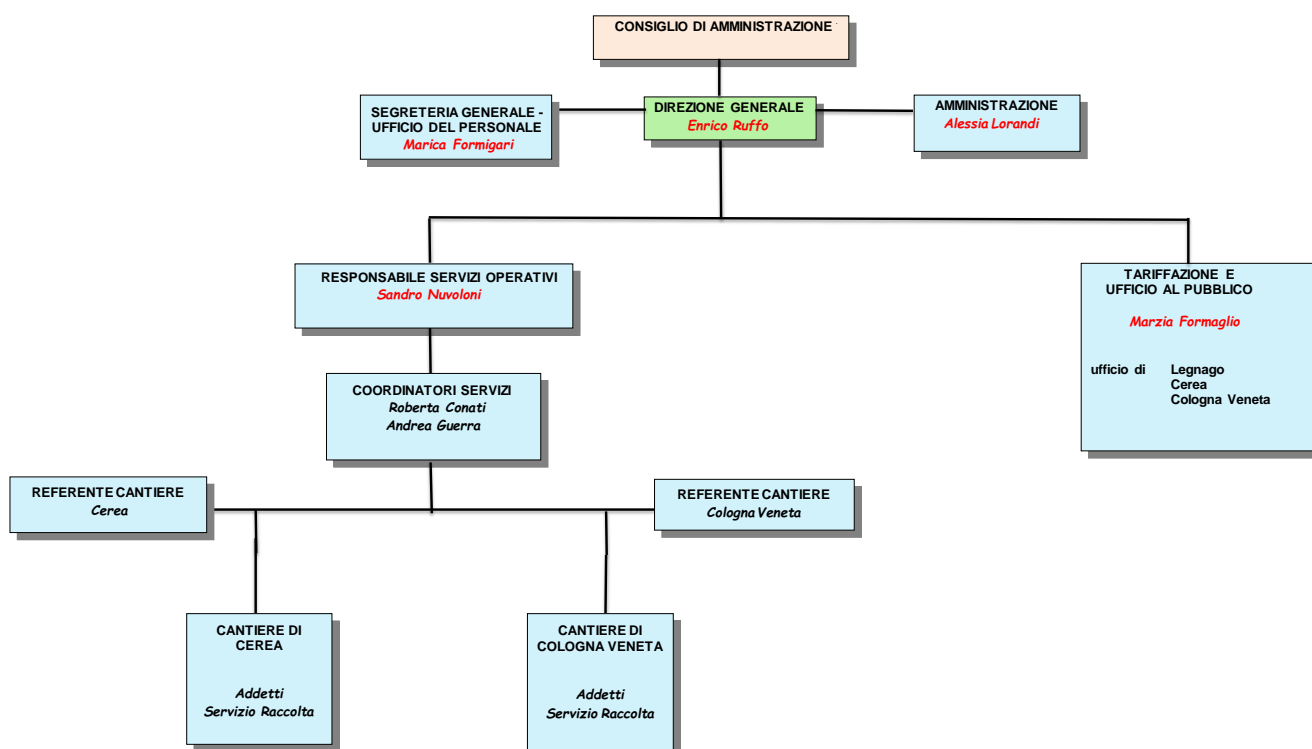 CONSIGLIO DI AMMINISTRAZIONE
SEGRETERIA GENERALE -
UFFICIO DEL PERSONALE
Marica Formigari
DIREZIONE GENERALE
Enrico Ruffo
AMMINISTRAZIONE
Alessia Lorandi
RESPONSABILE SERVIZI OPERATIVI
Sandro Nuvoloni
TARIFFAZIONE E
UFFICIO AL PUBBLICO
Marzia Formaglio
ufficio di Legnago
Cerea
Cologna Veneta
COORDINATORI SERVIZI
Roberta Conati
Andrea Guerra
REFERENTE CANTIERE
Cerea
REFERENTE CANTIERE
Cologna Veneta
CANTIERE DI
CEREA
Addetti
Servizio Raccolta
CANTIERE DI
COLOGNA VENETA
Addetti
Servizio Raccolta